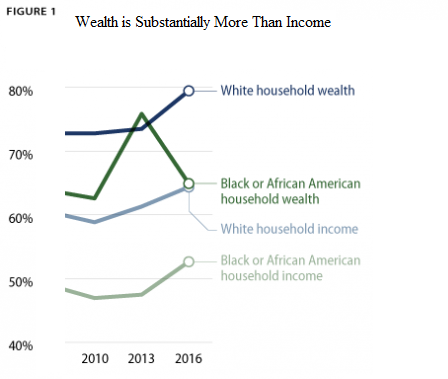 FIGURE 1
Wealth is Substantially More Than Income
80%
White household wealth
70%
Black or African American
household wealth
60%
White household income
Black or African American
household income
50%
40%
2010 2013 2016